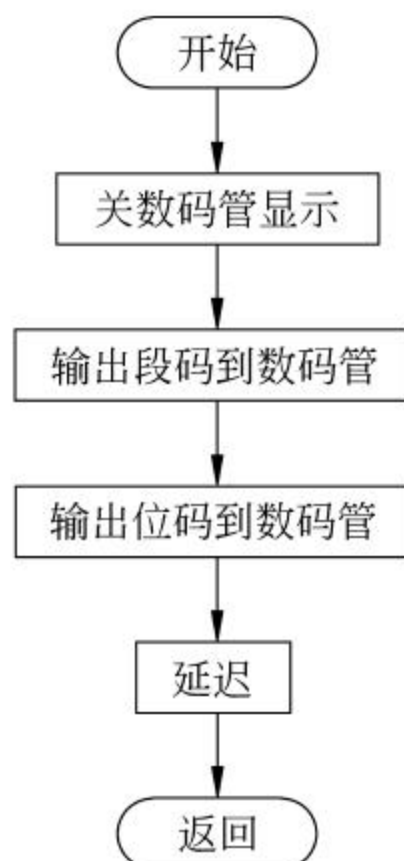 开始
关数码管显示
输出段码到数码管
输出位码到数码管
延迟
返回